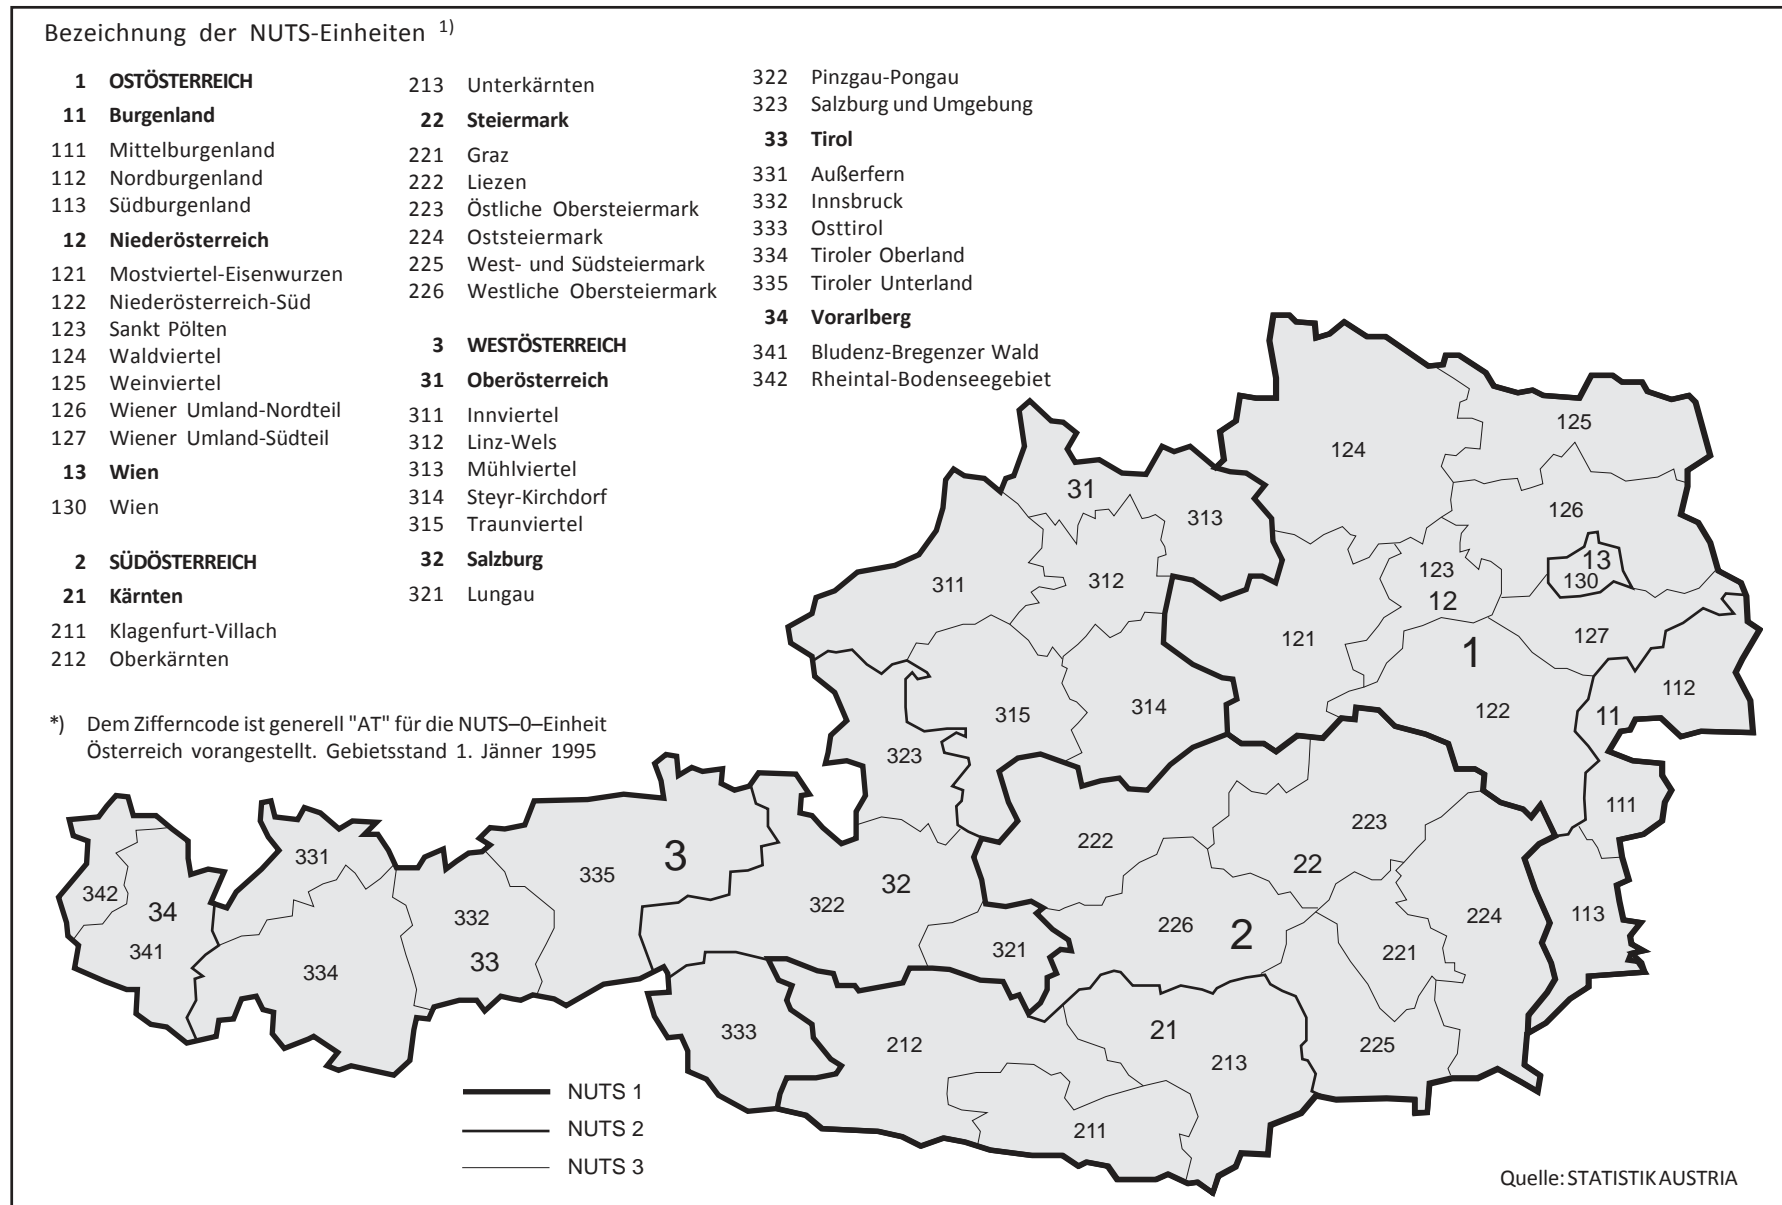 Bezeichnung der NUTS-Einheiten 1)
1 OSTÖSTERREICH
11 Burgenland
111 Mittelburgenland
112 Nordburgenland
113 Südburgenland
12 Niederösterreich
121 Mostviertel-Eisenwurzen
122 Niederösterreich-Süd
123 Sankt Pölten
124 Waldviertel
125 Weinviertel
126 Wiener Umland-Nordteil
127 Wiener Umland-Südteil
13 Wien
130 Wien
2 SÜDÖSTERREICH
21 Kärnten
211 Klagenfurt-Villach
212 Oberkärnten
213 Unterkärnten
22 Steiermark
221 Graz
222 Liezen
223 Östliche Obersteiermark
224 Oststeiermark
225 West- und Südsteiermark
226 Westliche Obersteiermark
3 WESTÖSTERREICH
31 Oberösterreich
311 Innviertel
312 Linz-Wels
313 Mühlviertel
314 Steyr-Kirchdorf
315 Traunviertel
32 Salzburg
321 Lungau
322 Pinzgau-Pongau
323 Salzburg und Umgebung
33 Tirol
331 Außerfern
332 Innsbruck
333 Osttirol
334 Tiroler Oberland
335 Tiroler Unterland
34 Vorarlberg
341 Bludenz-Bregenzer Wald
342 Rheintal-Bodenseegebiet
*) Dem Zifferncode ist generell "AT" für die NUTS–0–Einheit
Österreich vorangestellt. Gebietsstand 1. Jänner 1995
125
124
31
313
126
13
130
123
12
311
312
121
127
1
112
11
122
314
315
323
111
223
222
22
331
3
335
32
342
34
322
332
226
2
224
113
341
33
334
321
221
333
212
21
213
225
211
NUTS 1
NUTS 2
NUTS 3
Quelle: STATISTIK AUSTRIA